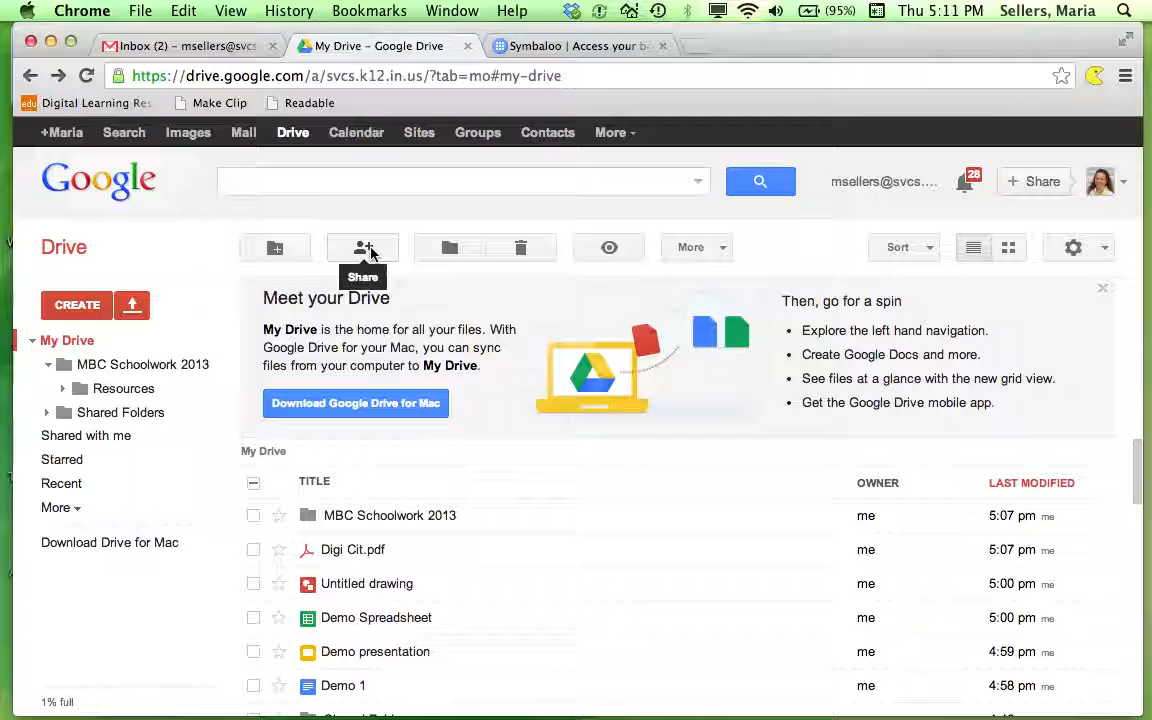 Chrome File Edit View History Bookmarks Window Help (95%) Thu 5:11 PM Sellers, Maria
Inbox (2) – msellers@svcs My Drive – Google Drive Symbaloo | Access your b
https://drive.google.com/a/svcs.k12.in.us/?tab=mo#my-drive
edu Digital Learning Res Make Clip Readable
+Maria Search Images Mail Drive Calendar Sites Groups Contacts More
Google msellers@svcs.... 28 + Share
Drive More Sort
Share
Meet your Drive
My Drive is the home for all your files. With
Google Drive for your Mac, you can sync
files from your computer to My Drive.
Download Google Drive for Mac
Then, go for a spin
• Explore the left hand navigation.
• Create Google Docs and more.
• See files at a glance with the new grid view.
• Get the Google Drive mobile app.
CREATE
My Drive
MBC Schoolwork 2013
Resources
Shared Folders
Shared with me
Starred
Recent
More
Download Drive for Mac
1% full
My Drive
TITLE OWNER LAST MODIFIED
MBC Schoolwork 2013 me 5:07 pm me
Digi Cit.pdf me 5:07 pm me
Untitled drawing me 5:00 pm me
Demo Spreadsheet me 5:00 pm me
Demo presentation me 4:59 pm me
Demo 1 me 4:58 pm me